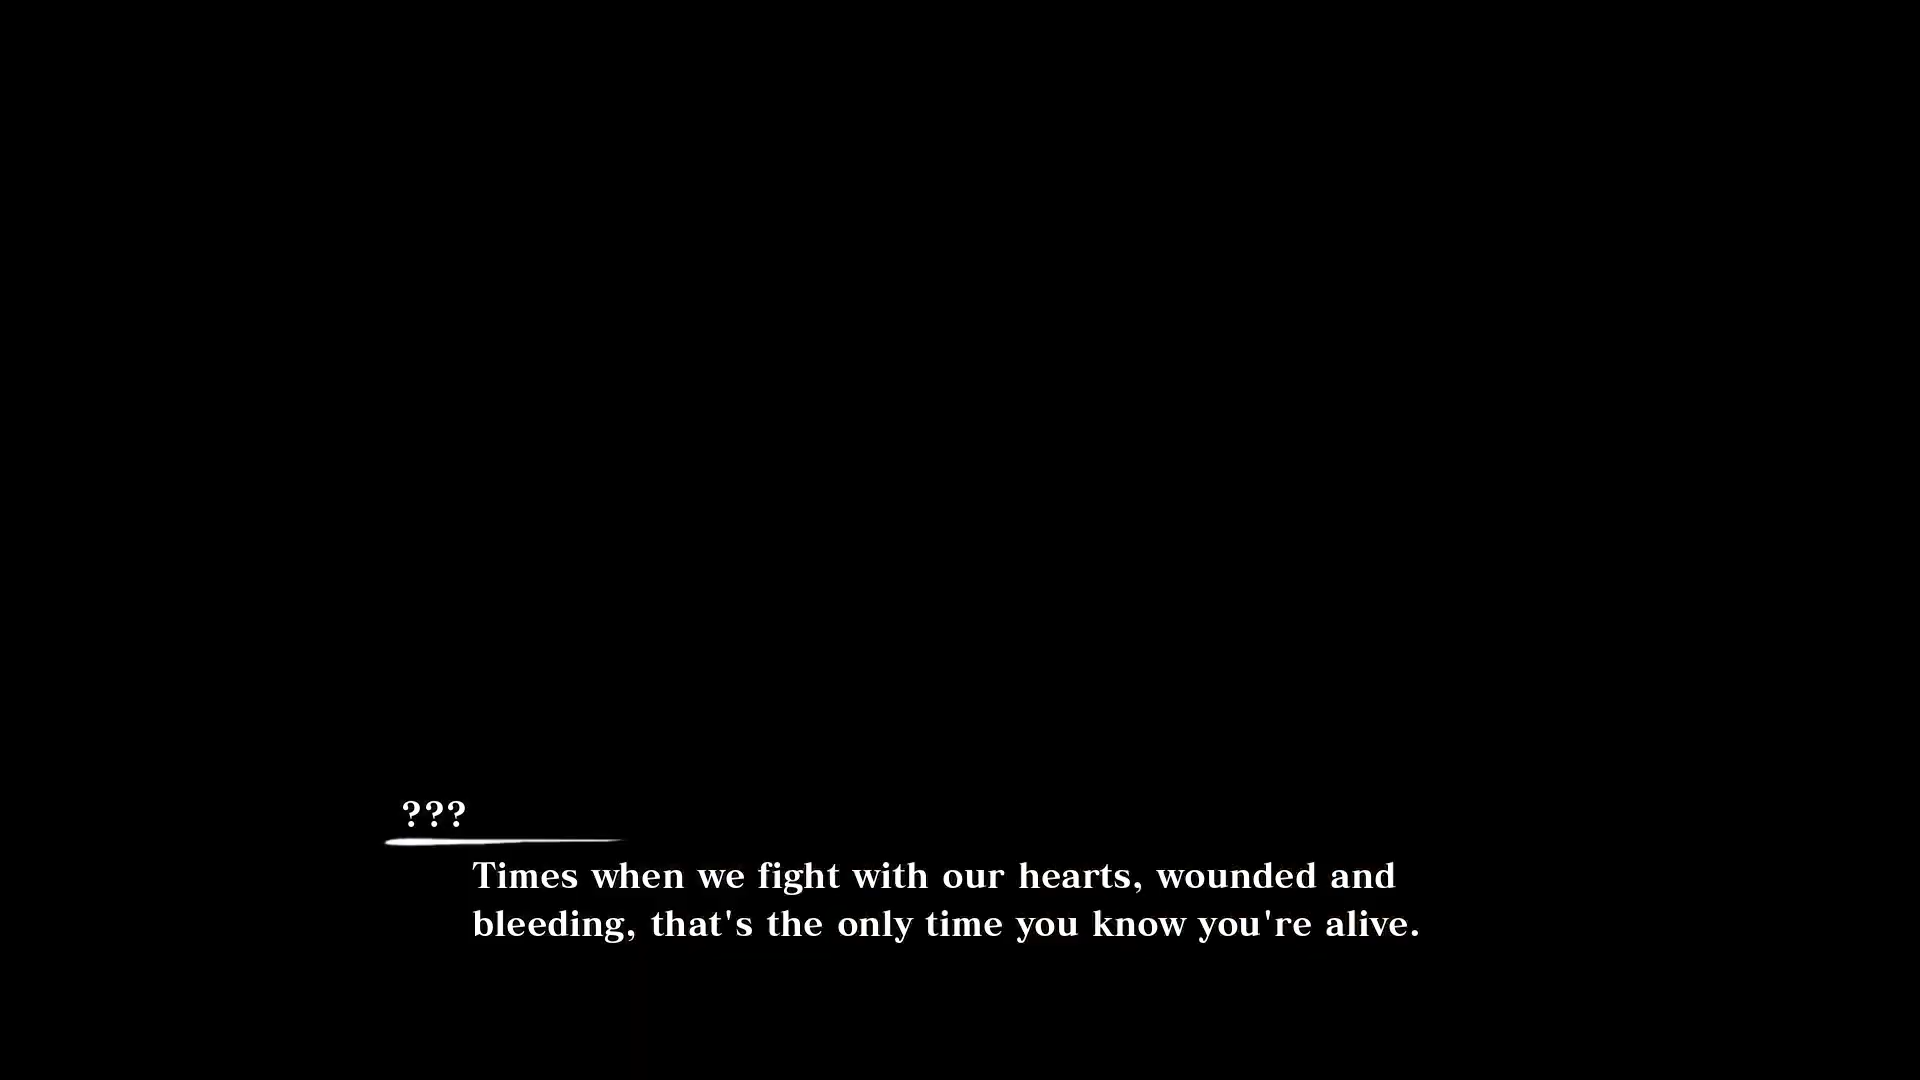 ???
Times when we fight with our hearts, wounded and
bleeding, that's the only time you know you're alive.